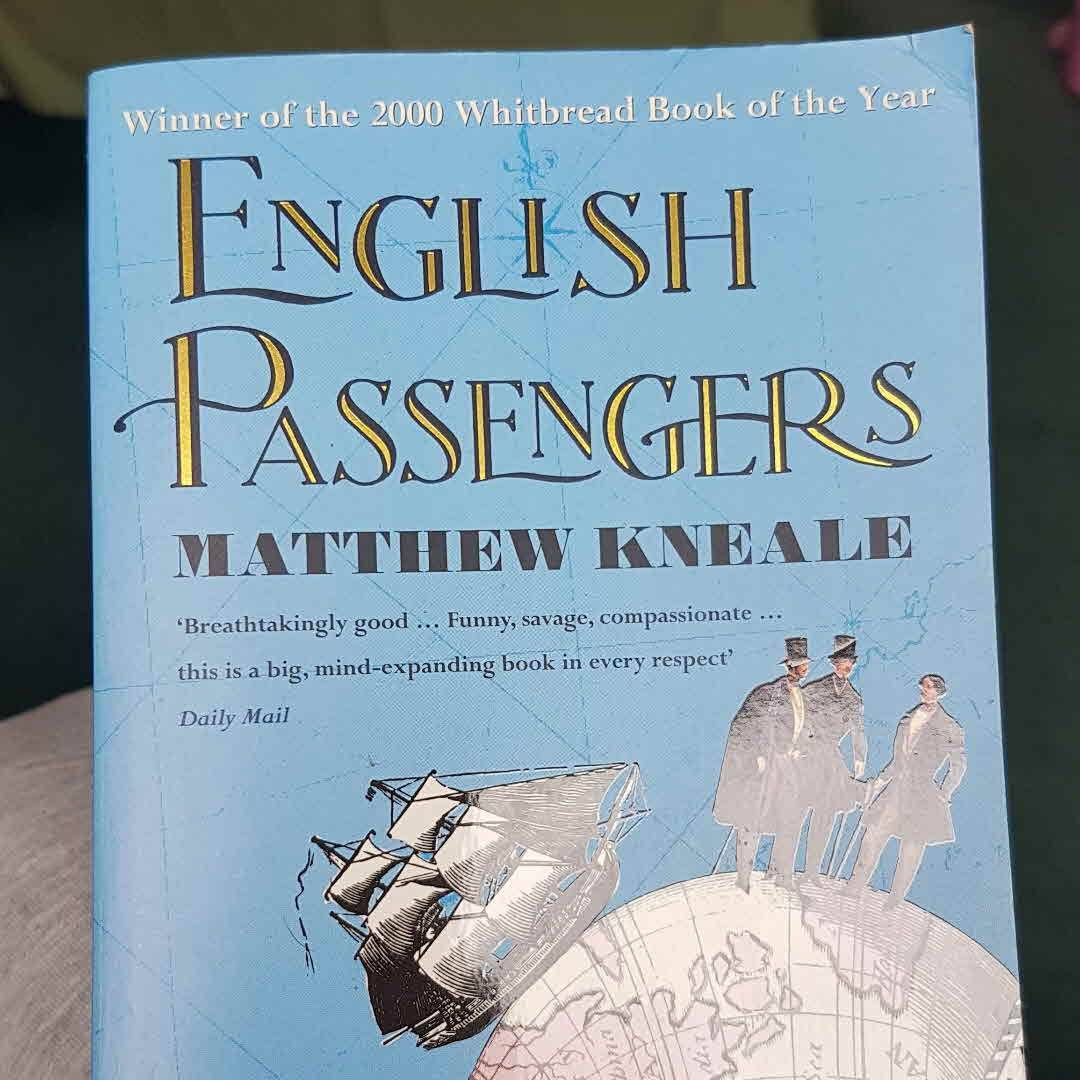 Winner of the 2000 Whitbread Book of the Year
ENGLISH
PASSENGERS
MATTHEW KNEALE
‘Breathtakingly good … Funny, savage, compassionate …
this is a big, mind-expanding book in every respect’
Daily Mail